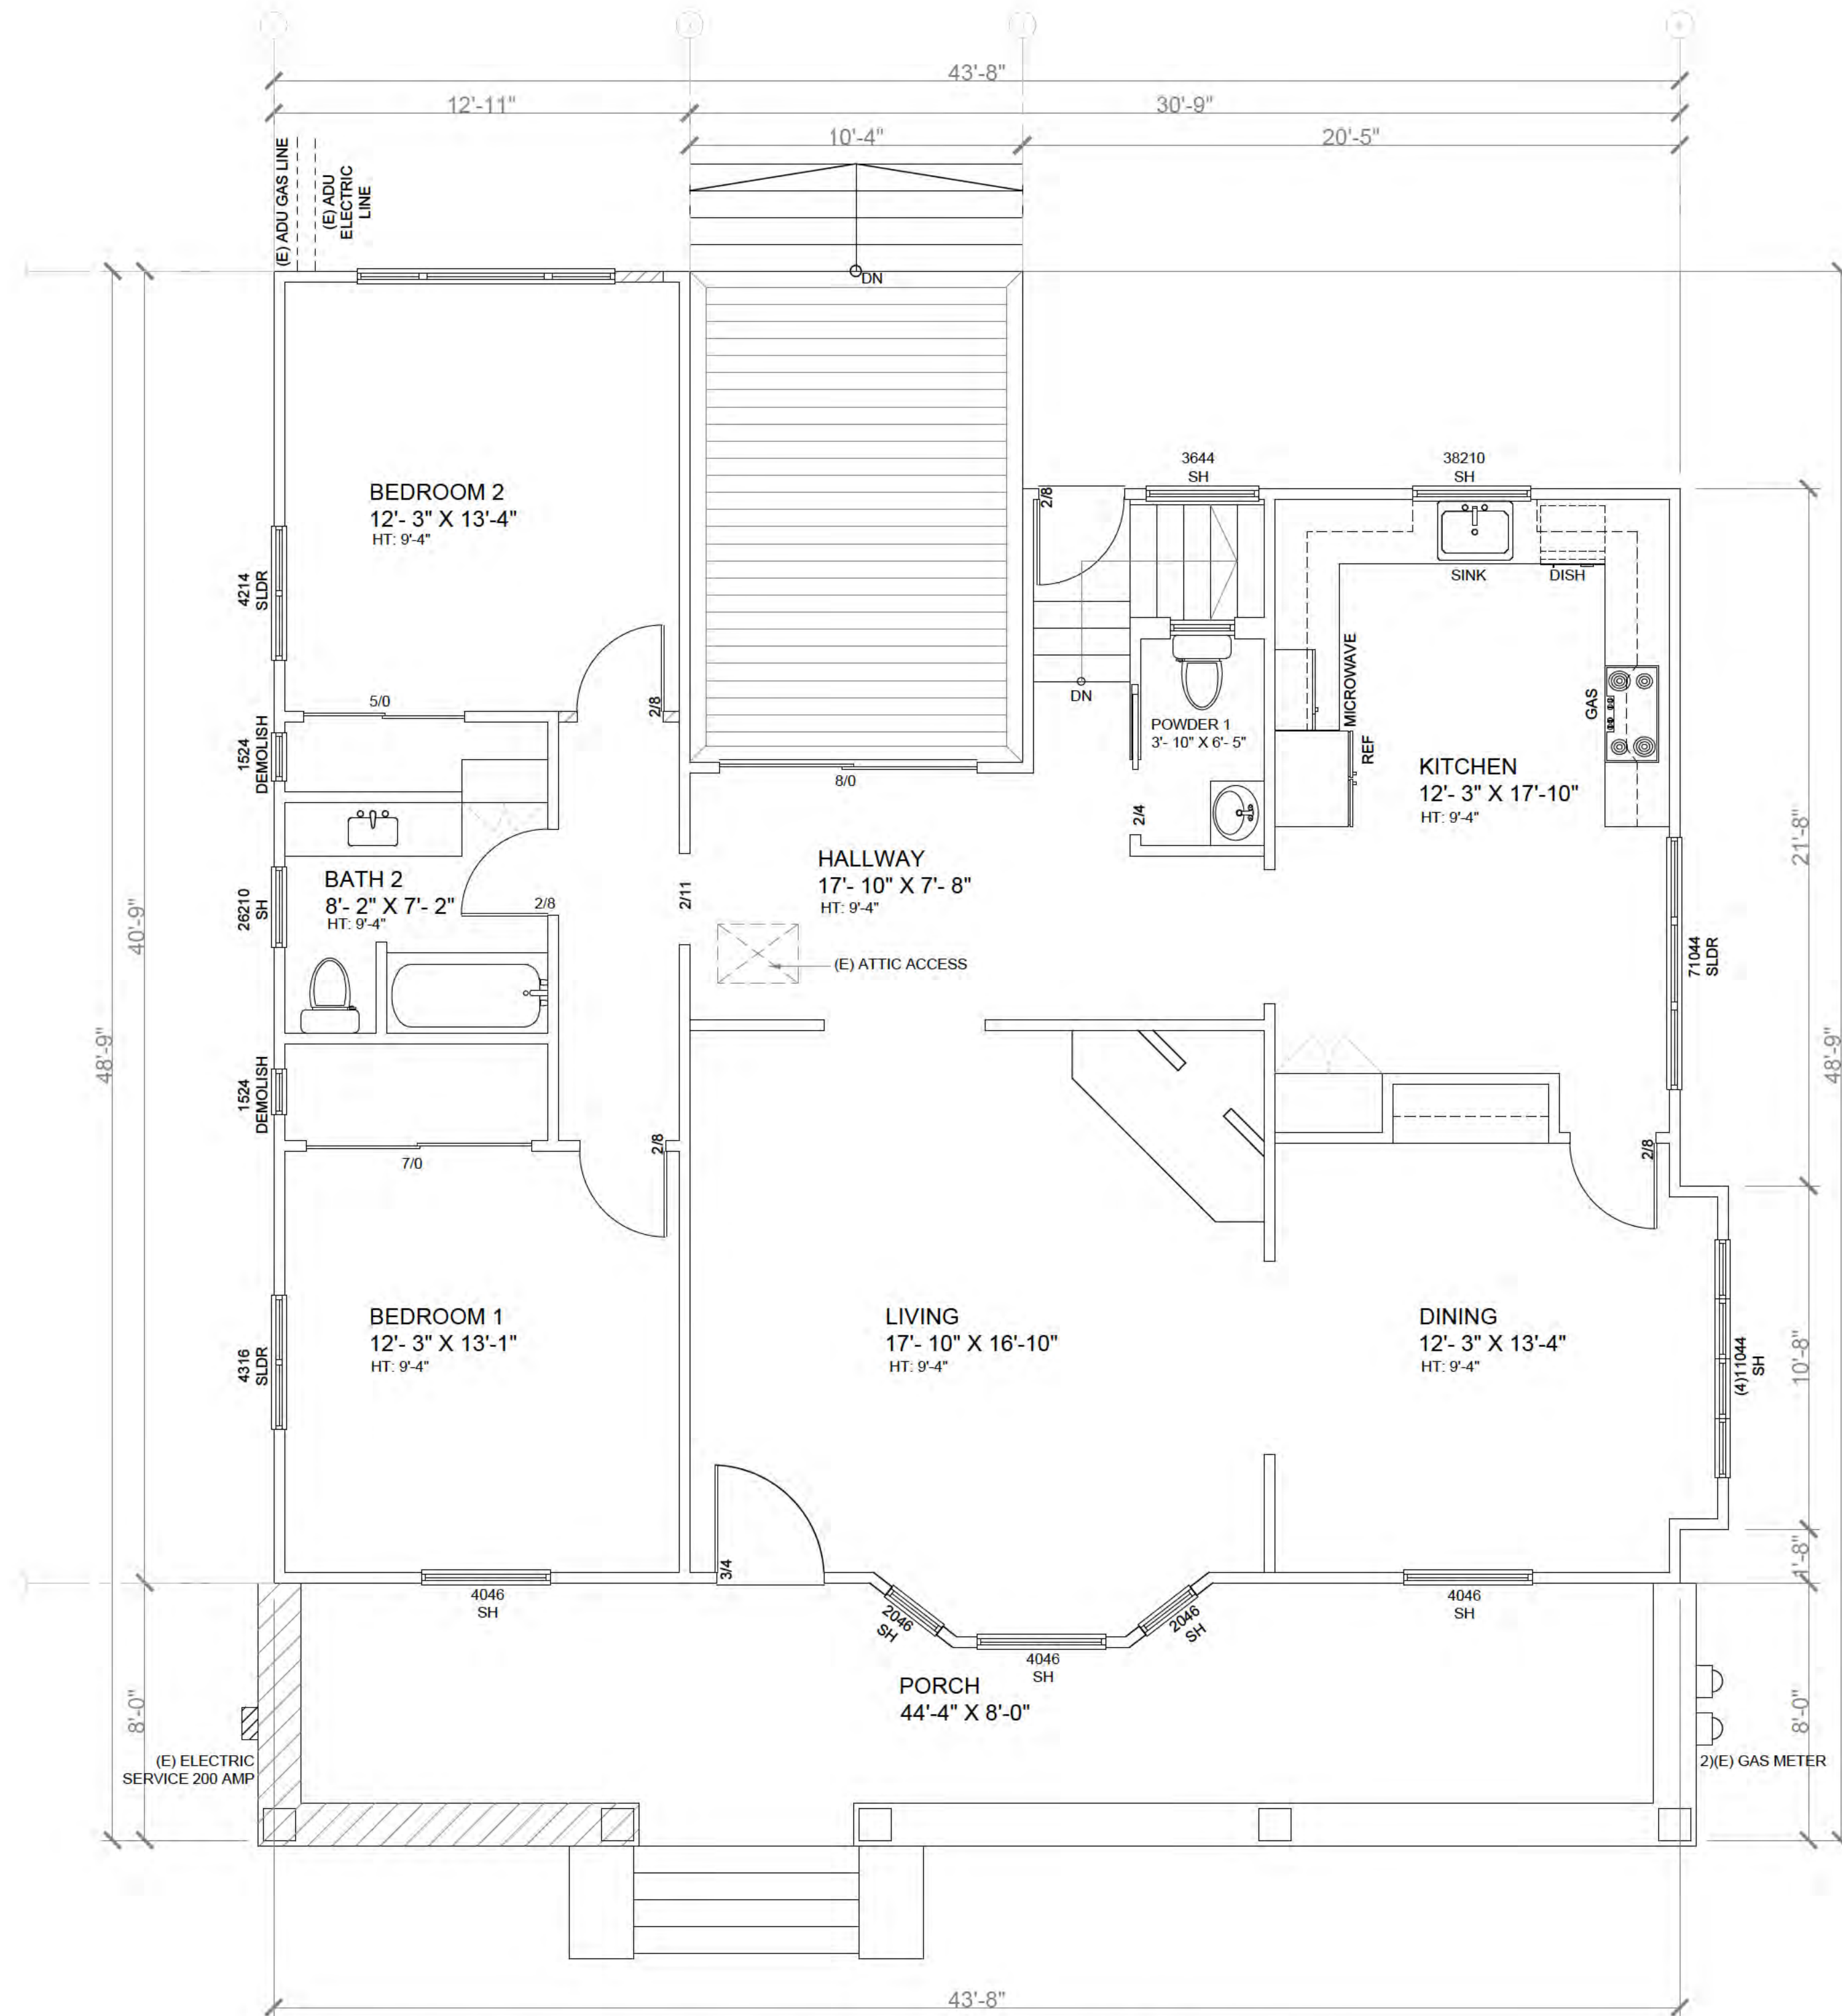 43'-8"
12'-11"
30'-9"
10'-4"
20'-5"
(E) ADU GAS LINE
(E) ADU
ELECTRIC
LINE
DN
BEDROOM 2
12'- 3" X 13'-4"
HT: 9'-4"
4214
SLDR
5/0
2/8
1524
DEMOLISH
8/0
2/8
3644
SH
38210
SH
SINK
DISH
DN
POWDER 1
3'- 10" X 6'- 5"
2/4
MICROWAVE
REF
GAS
KITCHEN
12'- 3" X 17'-10"
HT: 9'-4"
21'-8"
HALLWAY
17'- 10" X 7'- 8"
HT: 9'-4"
(E) ATTIC ACCESS
2/11
BATH 2
8'- 2" X 7'- 2"
HT: 9'-4"
2/8
26210
SH
40'-9"
48'-9"
71044
SLDR
48'-9"
1524
DEMOLISH
7/0
2/8
2/8
BEDROOM 1
12'- 3" X 13'-1"
HT: 9'-4"
4316
SLDR
LIVING
17'- 10" X 16'-10"
HT: 9'-4"
DINING
12'- 3" X 13'-4"
HT: 9'-4"
(4)11044
SH
10'-8"
1'-8"
3/4
4046
SH
2046
SH
4046
SH
2046
SH
4046
SH
PORCH
44'-4" X 8'-0"
8'-0"
8'-0"
(E) ELECTRIC
SERVICE 200 AMP
2)(E) GAS METER
43'-8"